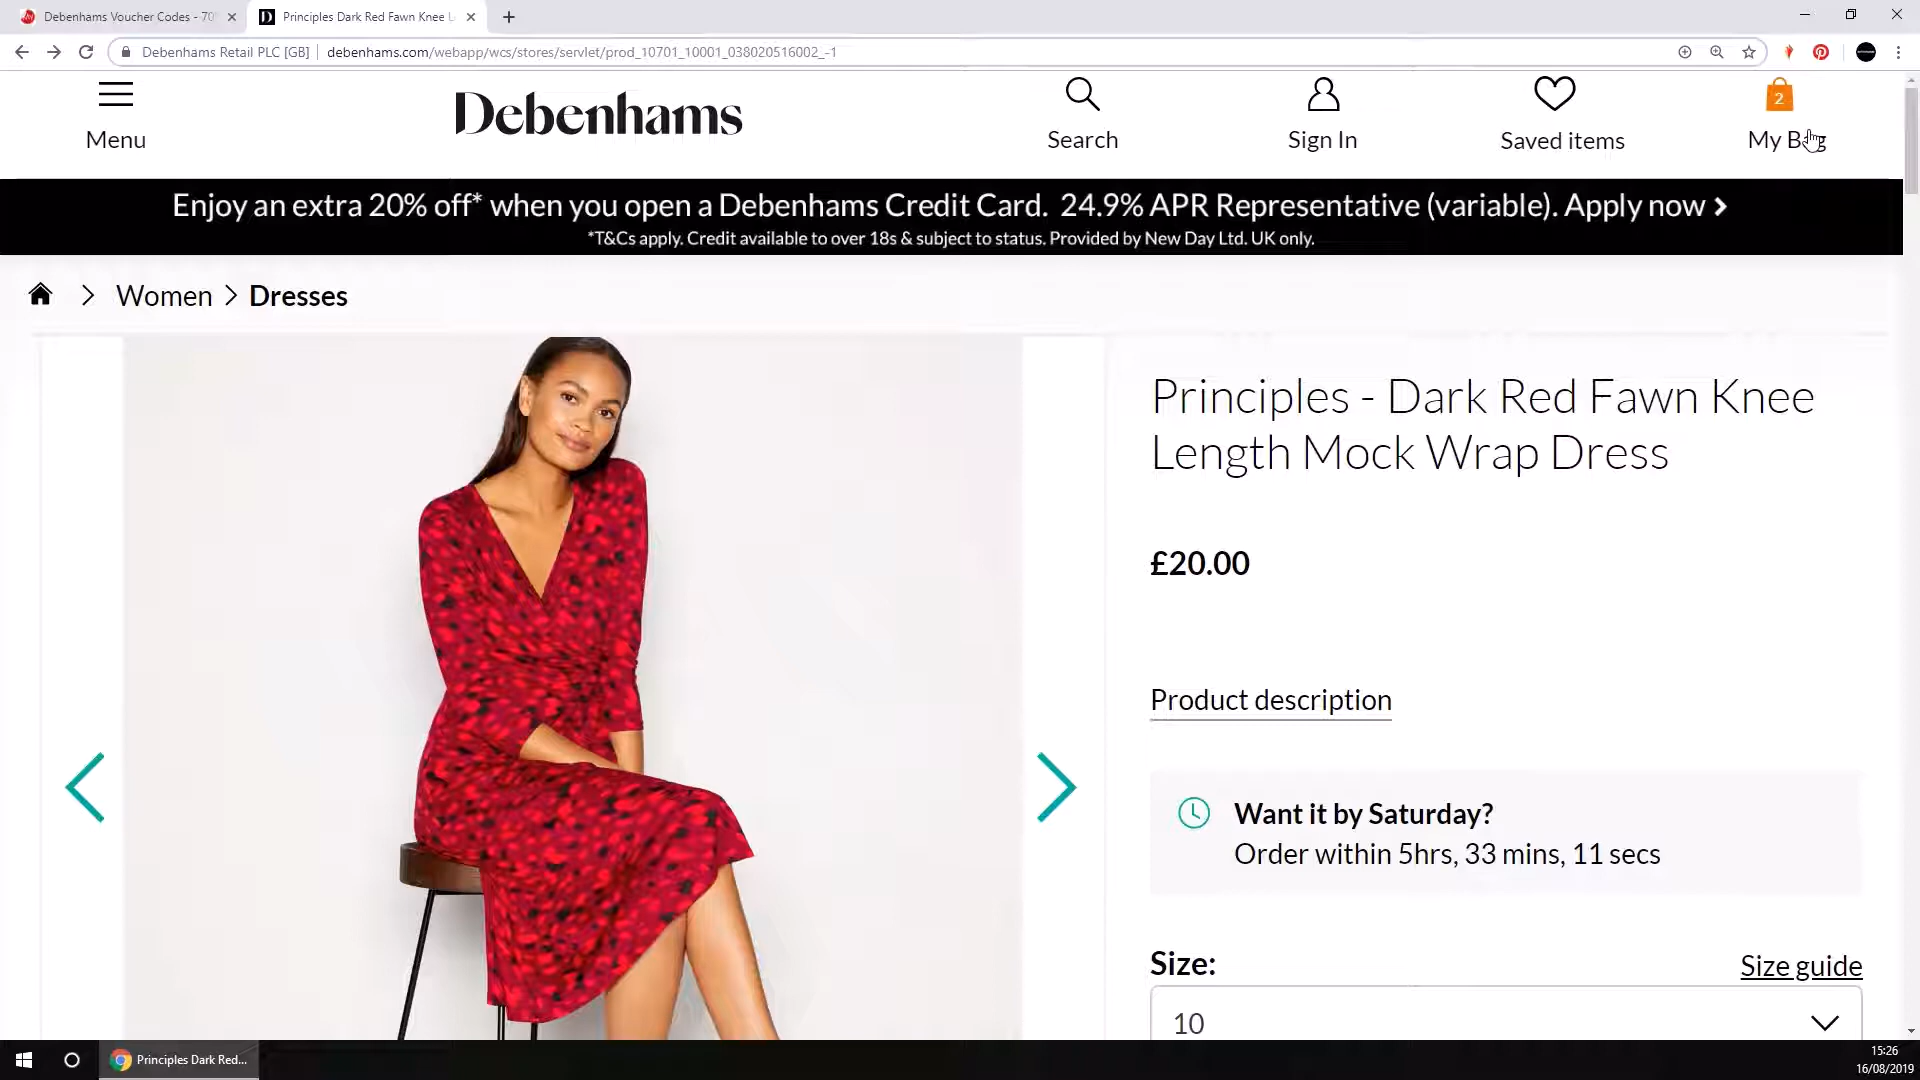 Debenhams Voucher Codes - 70
Principles Dark Red Fawn Knee L
Debenhams Retail PLC [GB]
debenhams.com/webapp/wcs/stores/servlet/prod_10701_10001_038020516002_-1
Menu
Debenhams
Search
Sign In
Saved items
2
My Bag
Enjoy an extra 20% off* when you open a Debenhams Credit Card. 24.9% APR Representative (variable). Apply now
*T&Cs apply. Credit available to over 18s & subject to status. Provided by New Day Ltd. UK only.
Women > Dresses
Principles - Dark Red Fawn Knee
Length Mock Wrap Dress
£20.00
Product description
Want it by Saturday?
Order within 5hrs, 33 mins, 11 secs
Size:
Size guide
10
Principles Dark Red...
15:26
16/08/2019